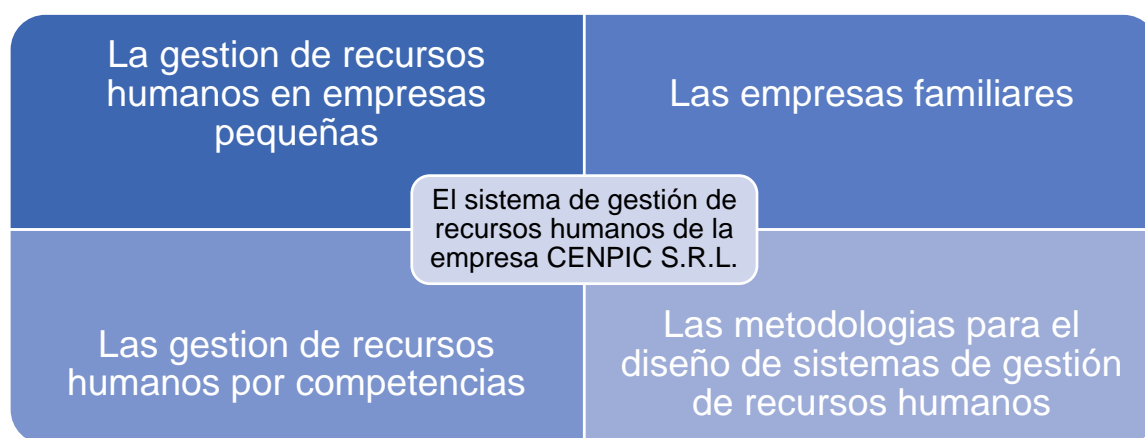 La gestion de recursos
humanos en empresas
pequeñas
Las empresas familiares
El sistema de gestión de
recursos humanos de la
empresa CENPIC S.R.L.
Las gestion de recursos
humanos por competencias
Las metodologias para el
diseño de sistemas de gestión
de recursos humanos